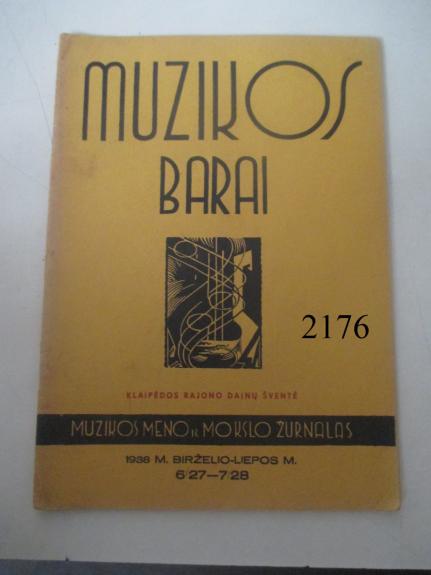 MUZIKOS
BARAI
2176
KLAIPĖDOS RAJONO DAINŲ ŠVENTĖ
MUZIKOS MENO IR MOKSLO ŽURNALAS
1938 M. BIRŽELIO-LIEPOS M.
6/27—7/28